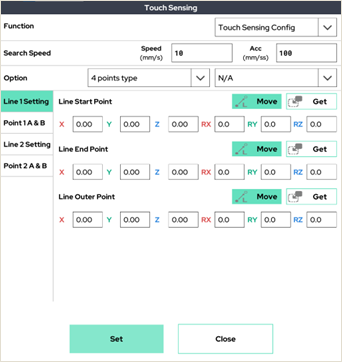 Touch Sensing
Function Touch Sensing Config
Search Speed Speed (mm/s) 10 Acc (mm/ss) 100
Option 4 points type N/A
Line 1 Setting Line Start Point Move Get
Point 1 A & B X 0.00 Y 0.00 Z 0.00 RX 0.0 RY 0.0 RZ 0.0
Line 2 Setting Line End Point Move Get
Point 2 A & B X 0.00 Y 0.00 Z 0.00 RX 0.0 RY 0.0 RZ 0.0
Line Outer Point Move Get
X 0.00 Y 0.00 Z 0.00 RX 0.0 RY 0.0 RZ 0.0
Set Close